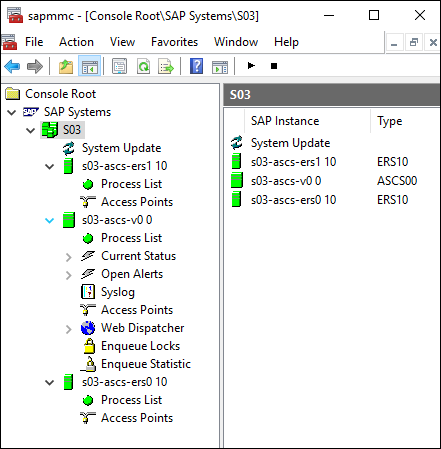 sapmmc - [Console Root\SAP Systems\S03]
File Action View Favorites Window Help
Console Root
SAP SAP Systems
S03
System Update
s03-ascs-ers1 10
Process List
Access Points
s03-ascs-v0 0
Process List
Current Status
Open Alerts
Syslog
Access Points
Web Dispatcher
Enqueue Locks
Enqueue Statistic
s03-ascs-ers0 10
Process List
Access Points
S03
SAP Instance Type
System Update
s03-ascs-ers1 10 ERS10
s03-ascs-v0 0 ASCS00
s03-ascs-ers0 10 ERS10